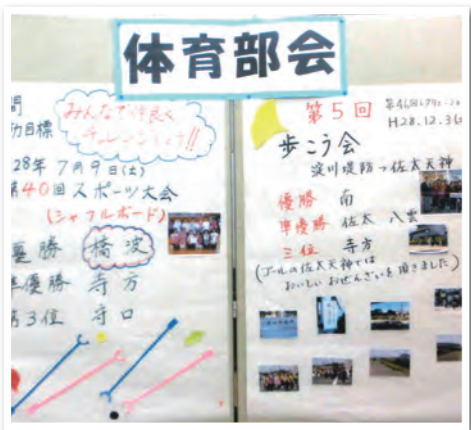 体育部会
間
動目標
みんなで仲良く
チャレンジしよう!!
28年 7月9日(土)
第40回 スポーツ大会
(シャフルボード)
優勝 橋波
準優勝 寺方
第3位 寺口
第5回
H.28.12.3
歩こう会
淀川堤防→佐太天神
優勝 南
準優勝 佐太 八雲
三位 寺方
(ゴールの佐太天神では
おいしいおぜんざいを頂きました)